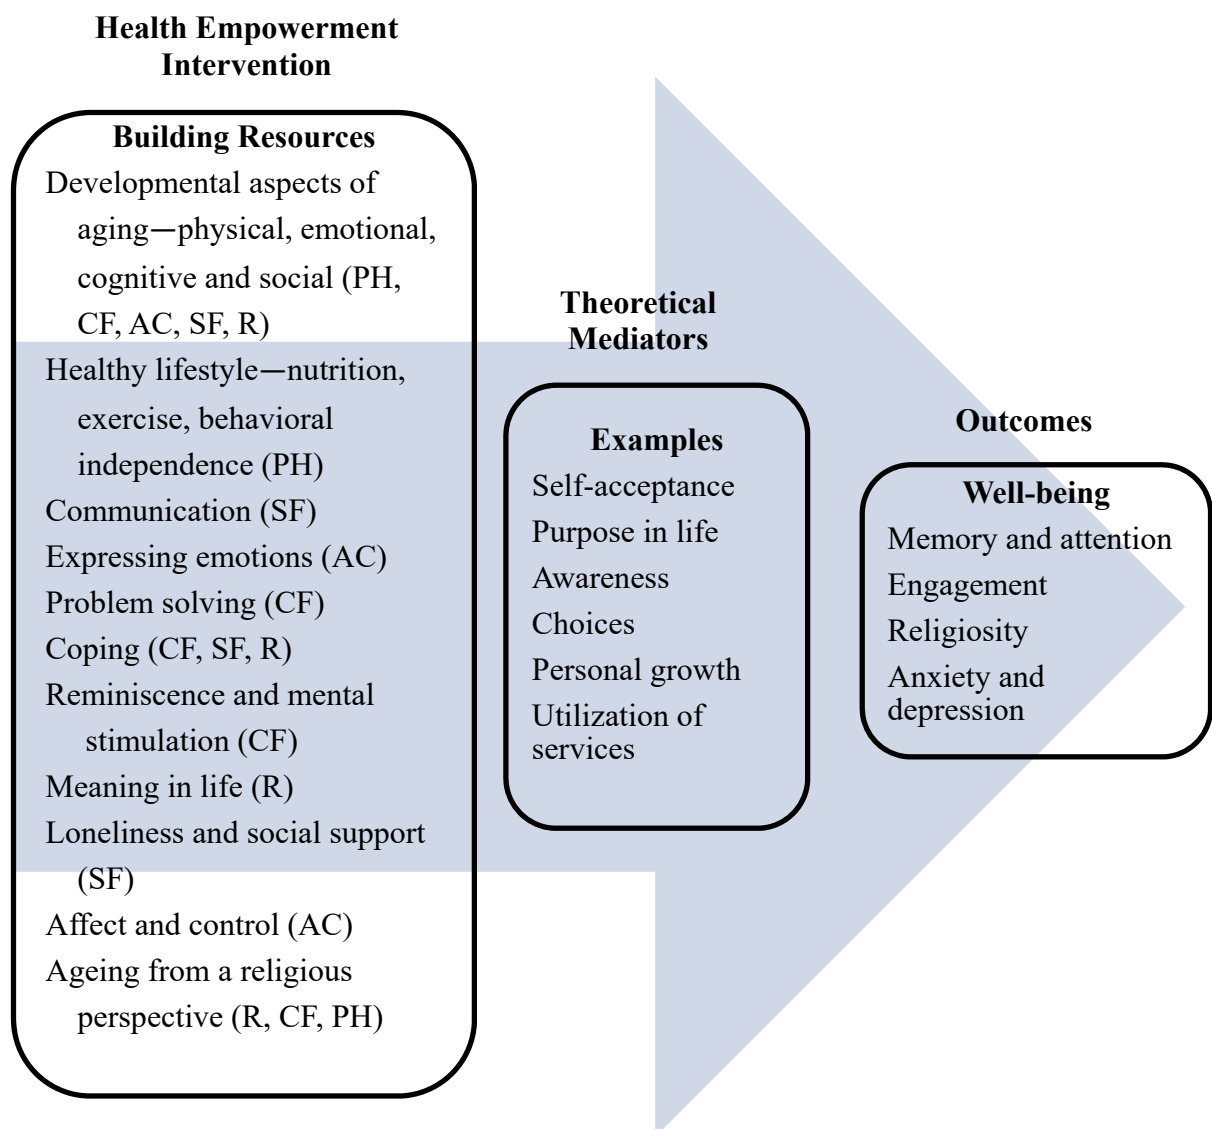 Health Empowerment
Intervention
Building Resources
Developmental aspects of
aging—physical, emotional,
cognitive and social (PH,
CF, AC, SF, R)
Healthy lifestyle—nutrition,
exercise, behavioral
independence (PH)
Communication (SF)
Expressing emotions (AC)
Problem solving (CF)
Coping (CF, SF, R)
Reminiscence and mental
stimulation (CF)
Meaning in life (R)
Loneliness and social support
(SF)
Affect and control (AC)
Ageing from a religious
perspective (R, CF, PH)
Theoretical
Mediators
Examples
Self-acceptance
Purpose in life
Awareness
Choices
Personal growth
Utilization of
services
Outcomes
Well-being
Memory and attention
Engagement
Religiosity
Anxiety and
depression